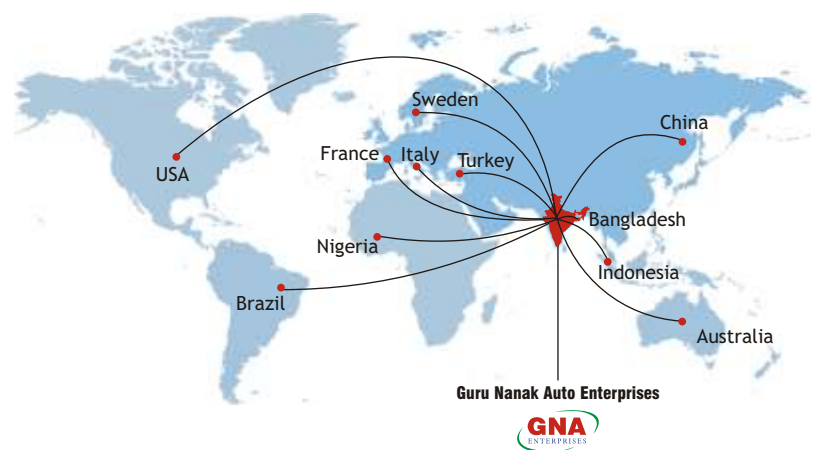 Sweden
China
France
Italy
Turkey
USA
Bangladesh
Nigeria
Indonesia
Brazil
Australia
Guru Nanak Auto Enterprises
GNA
ENTERPRISES